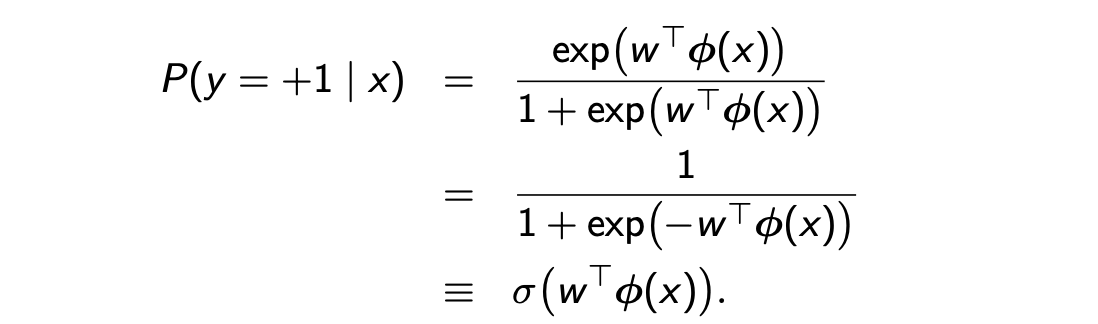 P(y = +1 | x) = exp(w⊤ϕ(x)) / 1 + exp(w⊤ϕ(x))
= 1 / 1 + exp(−w⊤ϕ(x))
≡ σ(w⊤ϕ(x)).